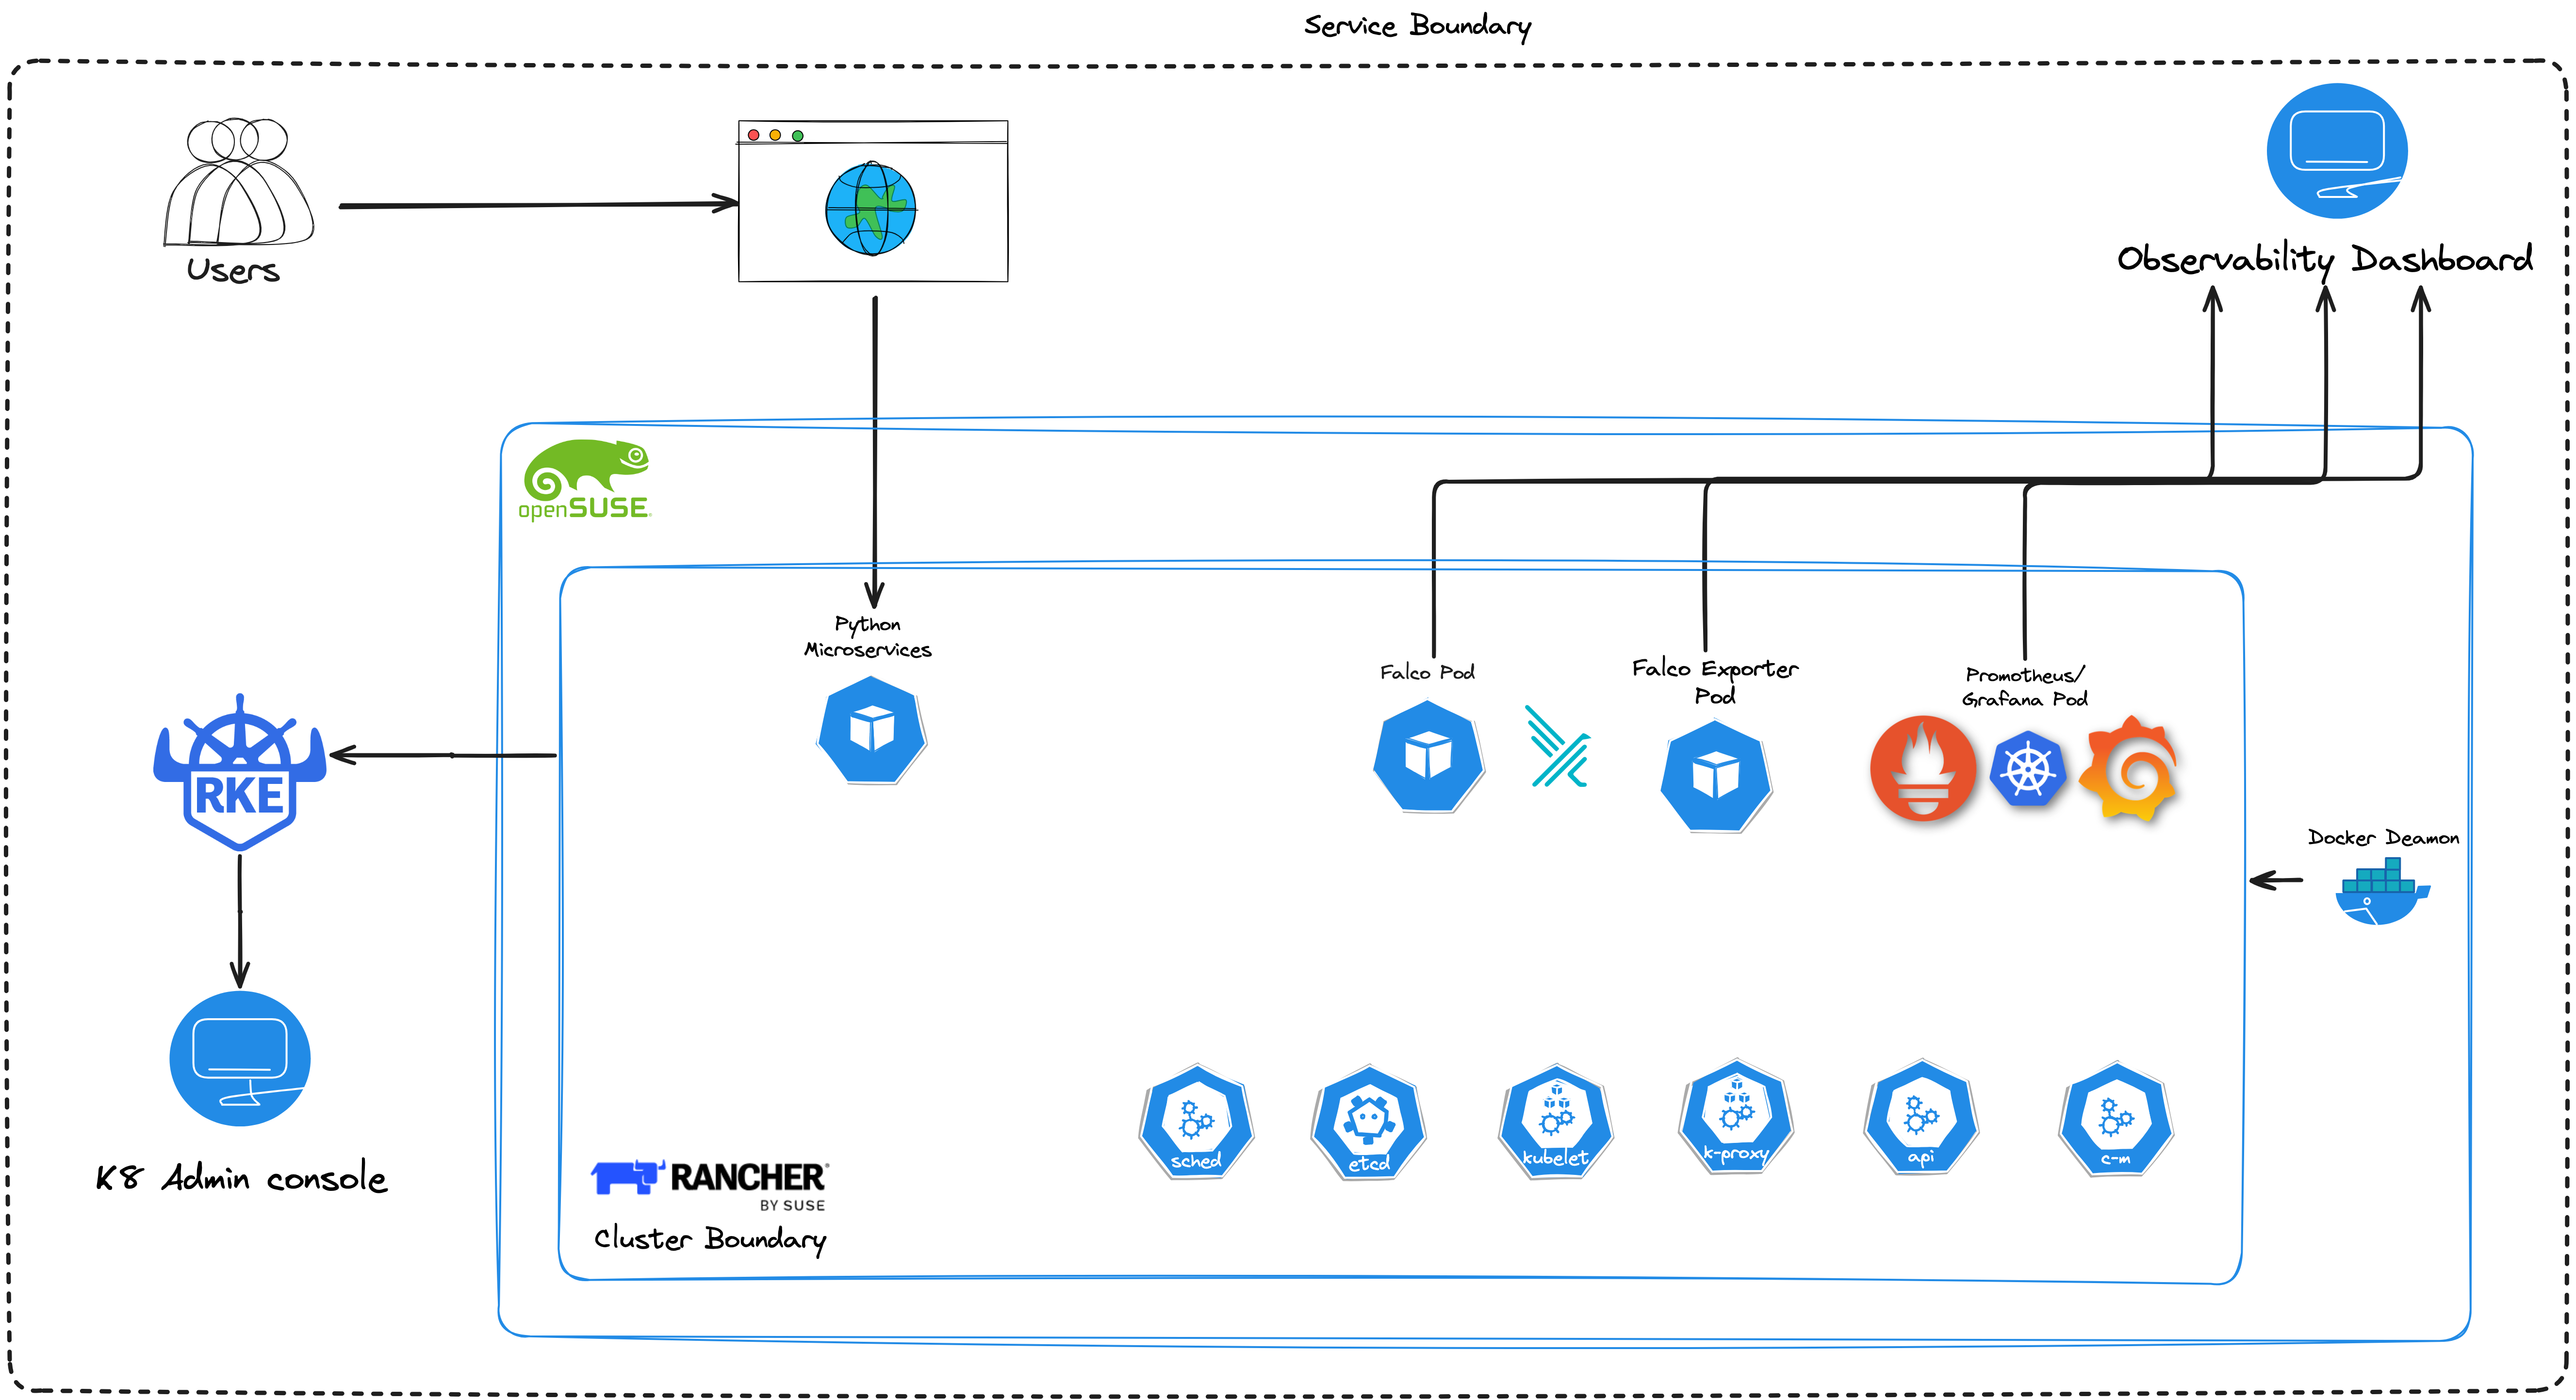 Service Boundary
Users
Observability Dashboard
openSUSE
Python
Microservices
Falco Pod
Falco Exporter
Pod
Prometheus/
Grafana Pod
RKE
Docker Deamon
K8 Admin console
sched
etcd
kubelet
k-proxy
api
c-m
RANCHER
BY SUSE
Cluster Boundary